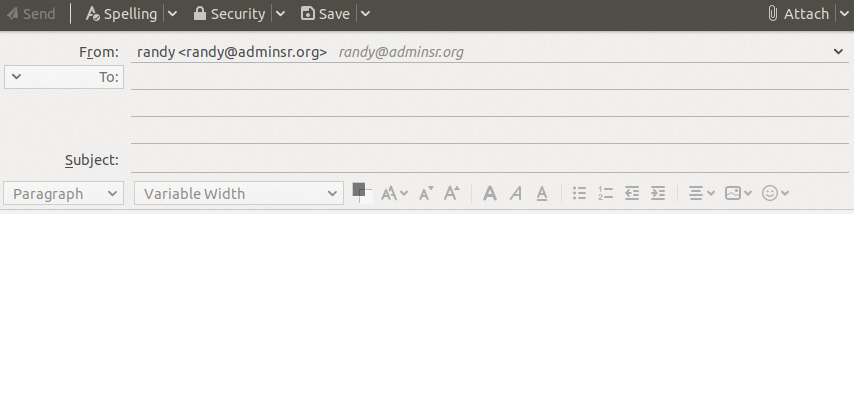 Send Spelling Security Save Attach
From: randy <randy@adminsr.org> randy@adminsr.org
To:
Subject:
Paragraph Variable Width